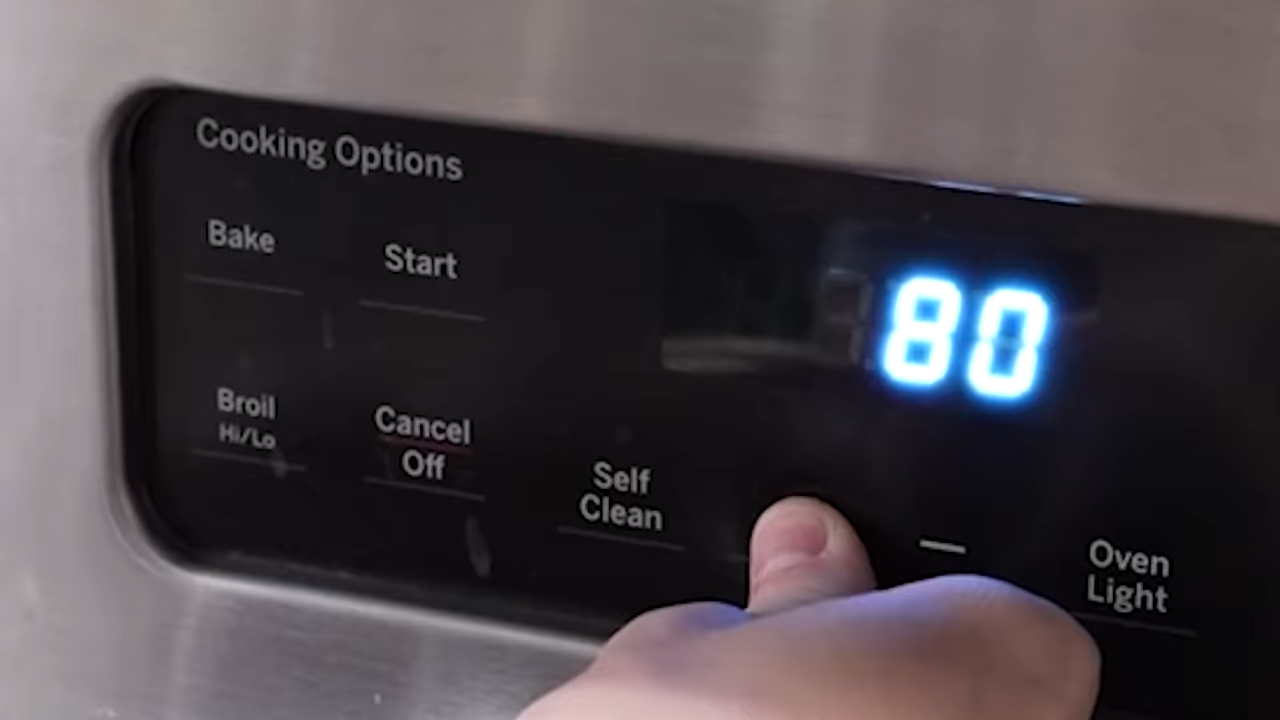 Cooking Options
Bake
Start
80
Broil
Hi/Lo
Cancel
Off
Self
Clean
—
Oven
Light